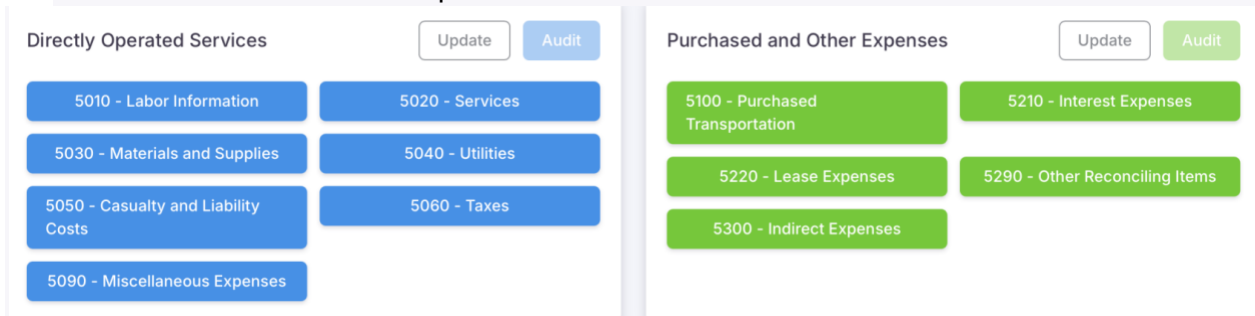 Directly Operated Services
Update
Audit
5010 - Labor Information
5020 - Services
5030 - Materials and Supplies
5040 - Utilities
5050 - Casualty and Liability
Costs
5060 - Taxes
5090 - Miscellaneous Expenses
Purchased and Other Expenses
Update
Audit
5100 - Purchased
Transportation
5210 - Interest Expenses
5220 - Lease Expenses
5290 - Other Reconciling Items
5300 - Indirect Expenses